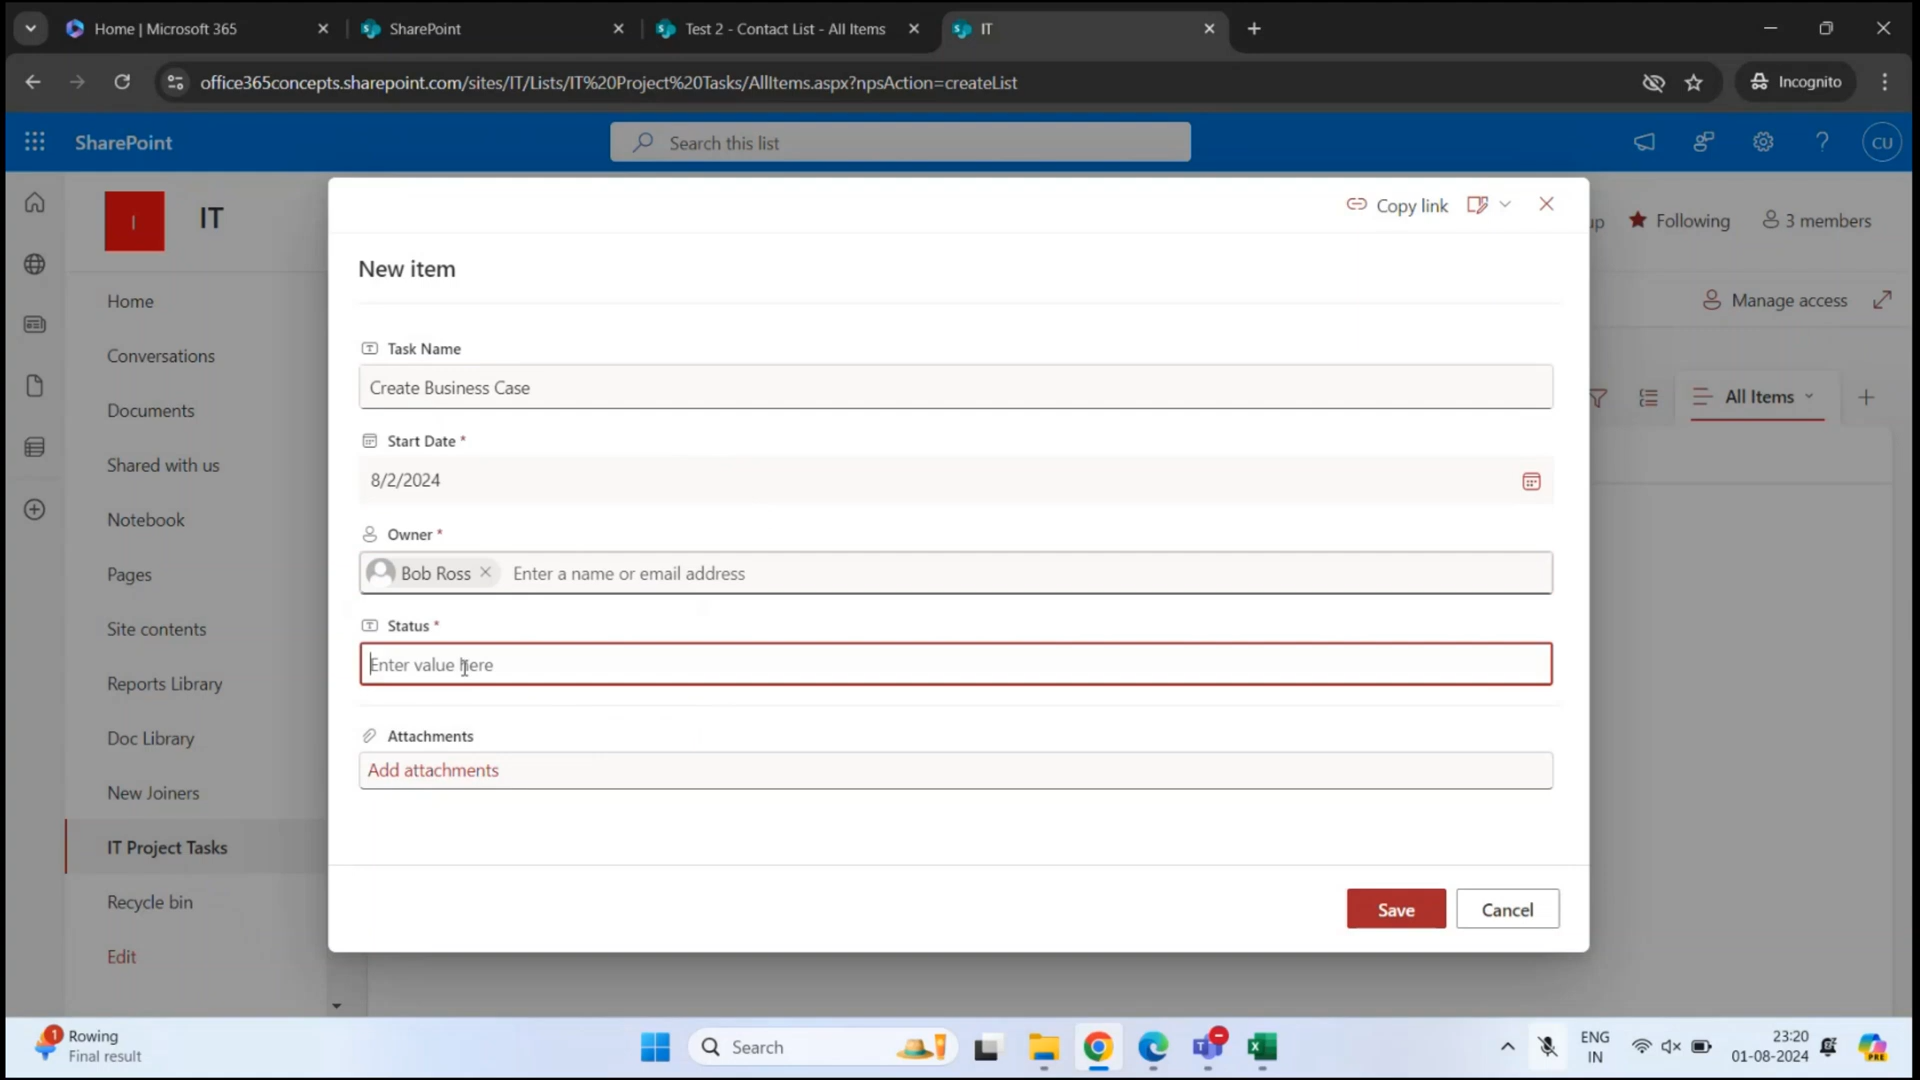 Home | Microsoft 365
SharePoint
Test 2 - Contact List - All Items
IT
office365concepts.sharepoint.com/sites/IT/Lists/IT%20Project%20Tasks/AllItems.aspx?npsAction=createList
Incognito
SharePoint
Search this list
CU
I
IT
Following
3 members
Manage access
All Items
Home
Conversations
Documents
Shared with us
Notebook
Pages
Site contents
Reports Library
Doc Library
New Joiners
IT Project Tasks
Recycle bin
Edit
Copy link
New item
Task Name
Create Business Case
Start Date *
8/2/2024
Owner *
Bob Ross
Enter a name or email address
Status *
Enter value here
Attachments
Add attachments
Save
Cancel
1
Rowing
Final result
Search
ENG
IN
23:20
01-08-2024
PRE